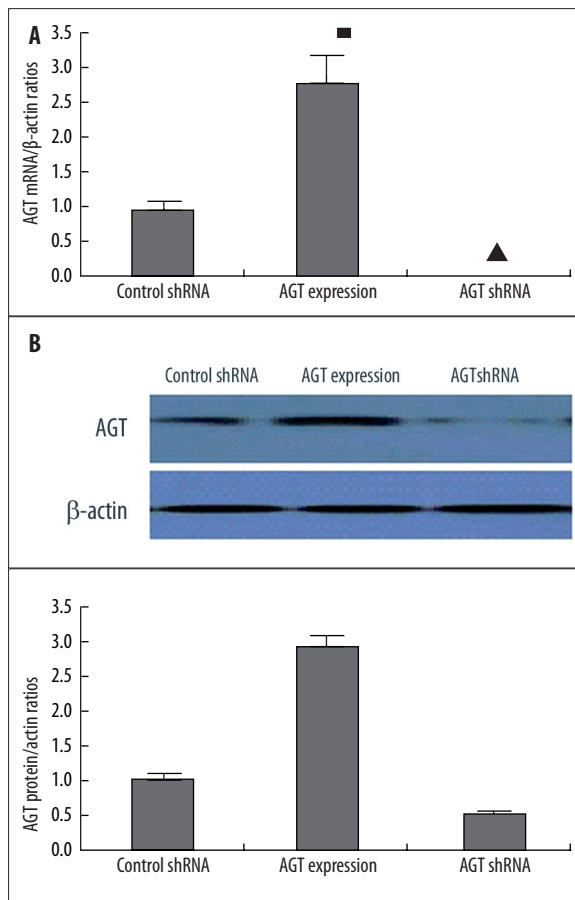 A
AGT mRNA/β-actin ratios
3.5
3.0
2.5
2.0
1.5
1.0
0.5
0.0
Control shRNA AGT expression AGT shRNA
B
Control shRNA AGT expression AGTshRNA
AGT
β-actin
AGT protein/actin ratios
3.5
3.0
2.5
2.0
1.5
1.0
0.5
0.0
Control shRNA AGT expression AGT shRNA